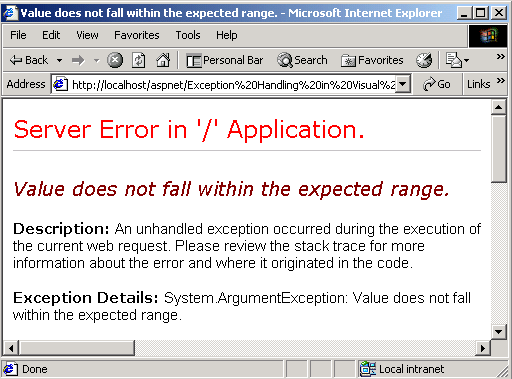 Value does not fall within the expected range. - Microsoft Internet Explorer
File Edit View Favorites Tools Help
Back Personal Bar Search Favorites
Address http://localhost/aspnet/Exception%20Handling%20in%20Visual%2 Go Links
Server Error in '/' Application.
Value does not fall within the expected range.
Description: An unhandled exception occurred during the execution of
the current web request. Please review the stack trace for more
information about the error and where it originated in the code.
Exception Details: System.ArgumentException: Value does not fall
within the expected range.
Done Local intranet